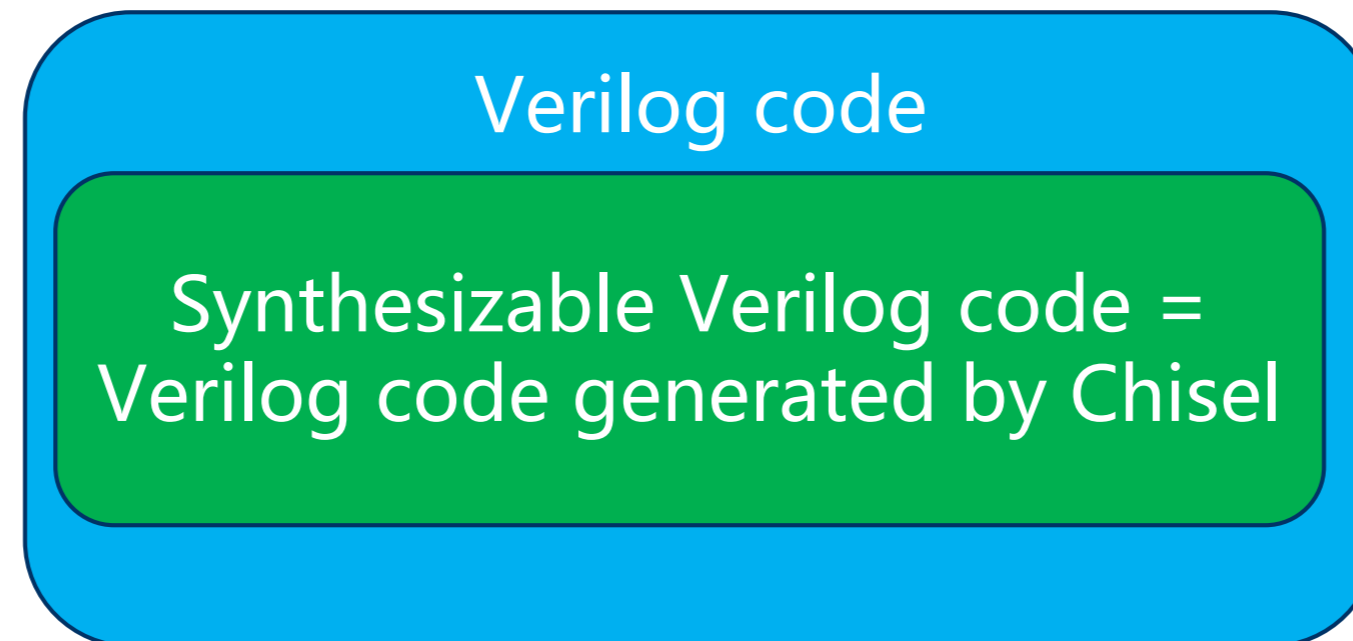 Verilog code
Synthesizable Verilog code =
Verilog code generated by Chisel